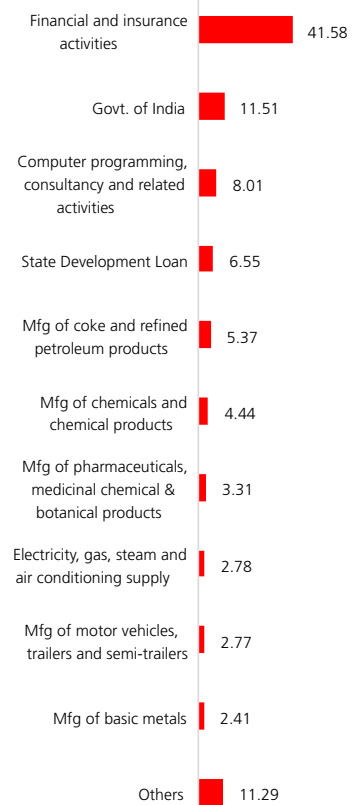 Financial and insurance
activities
41.58
Govt. of India
11.51
Computer programming,
consultancy and related
activities
8.01
State Development Loan
6.55
Mfg of coke and refined
petroleum products
5.37
Mfg of chemicals and
chemical products
4.44
Mfg of pharmaceuticals,
medicinal chemical &
botanical products
3.31
Electricity, gas, steam and
air conditioning supply
2.78
Mfg of motor vehicles,
trailers and semi-trailers
2.77
Mfg of basic metals
2.41
Others
11.29